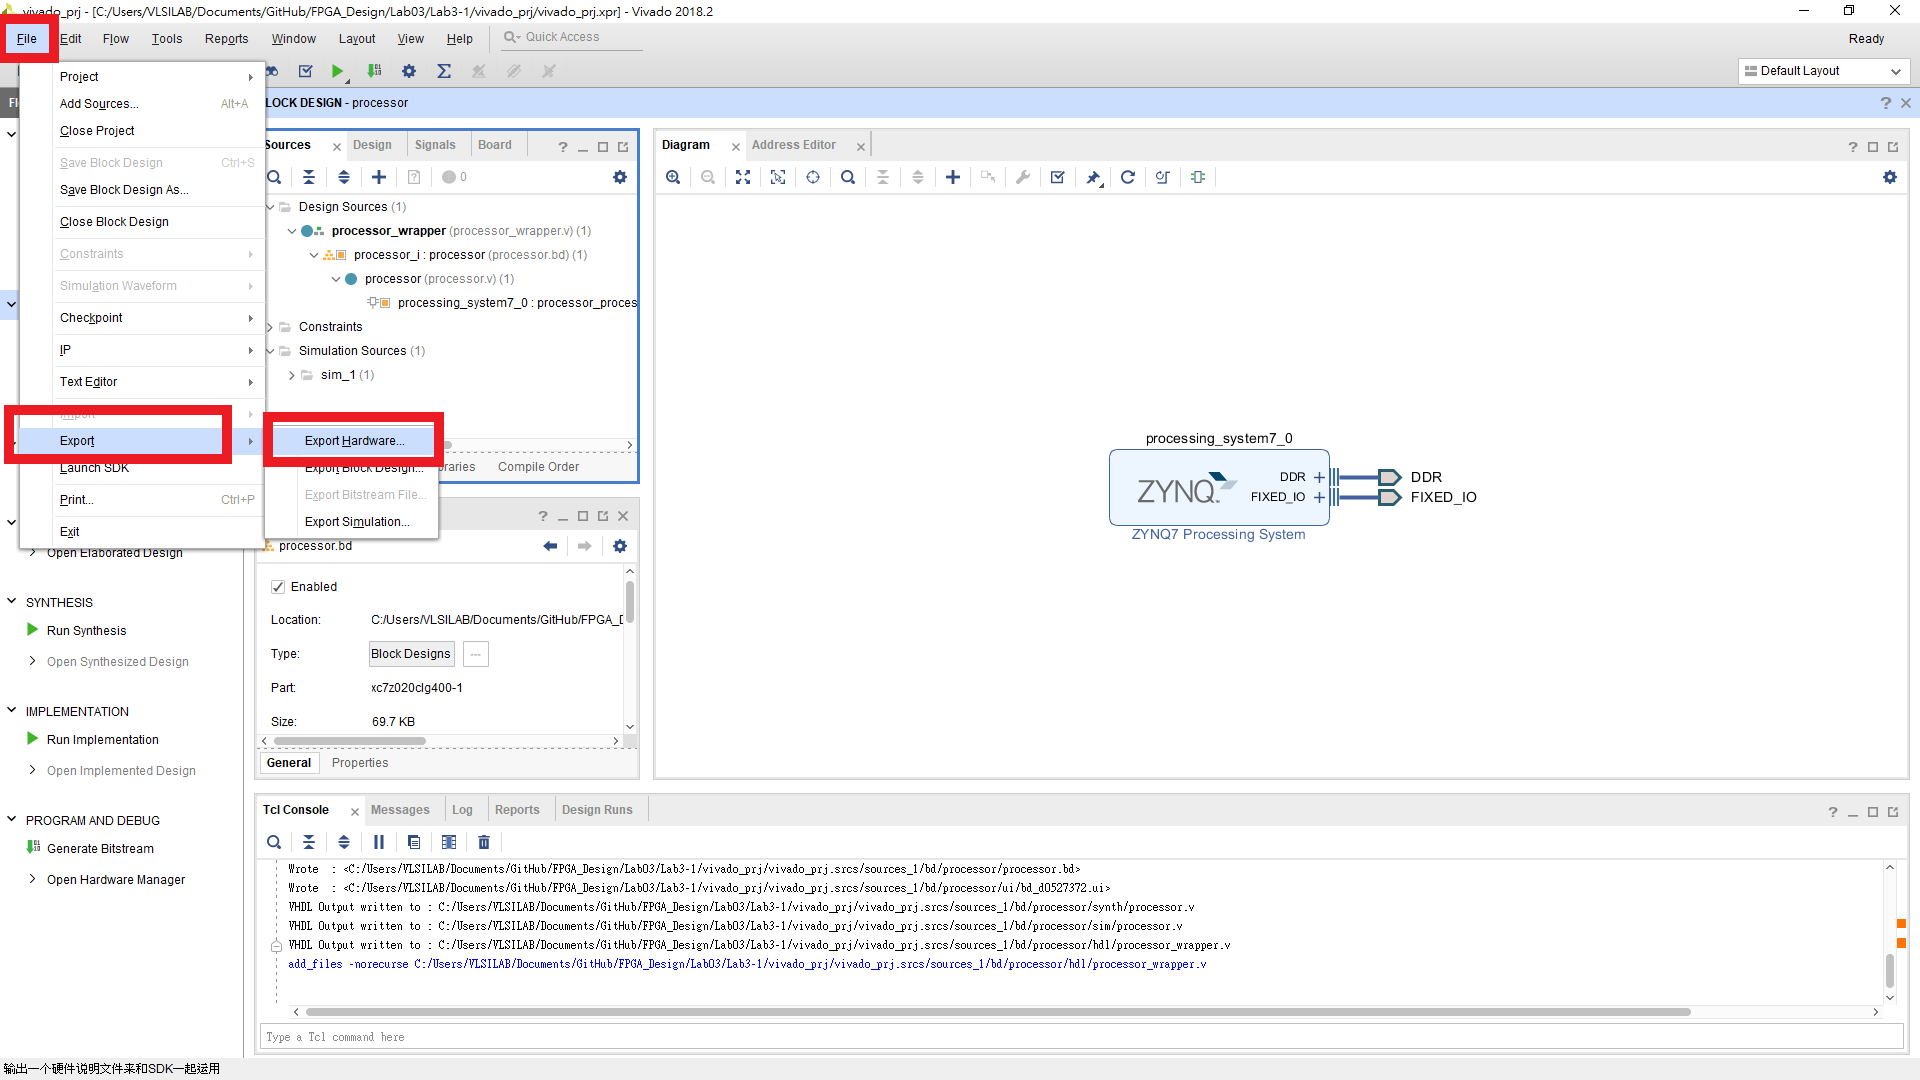 vivado_prj - [C:/Users/VLSILAB/Documents/GitHub/FPGA_Design/Lab03/Lab3-1/vivado_prj/vivado_prj.xpr] - Vivado 2018.2
File Edit Flow Tools Reports Window Layout View Help Quick Access Ready
Default Layout
BLOCK DESIGN - processor
Project
Add Sources... Alt+A
Close Project
Save Block Design Ctrl+S
Save Block Design As...
Close Block Design
Constraints
Simulation Waveform
Checkpoint
IP
Text Editor
Import
Export
Launch SDK
Print... Ctrl+P
Exit
Export Hardware...
Export Block Design...
Export Bitstream File...
Export Simulation...
Open Elaborated Design
SYNTHESIS
Run Synthesis
Open Synthesized Design
IMPLEMENTATION
Run Implementation
Open Implemented Design
PROGRAM AND DEBUG
Generate Bitstream
Open Hardware Manager
Sources Design Signals Board
0
Design Sources (1)
processor_wrapper (processor_wrapper.v) (1)
processor_i : processor (processor.bd) (1)
processor (processor.v) (1)
processing_system7_0 : processor_proces
Constraints
Simulation Sources (1)
sim_1 (1)
Compile Order
processor.bd
Enabled
Location: C:/Users/VLSILAB/Documents/GitHub/FPGA_D
Type: Block Designs ...
Part: xc7z020clg400-1
Size: 69.7 KB
General Properties
Diagram Address Editor
processing_system7_0
ZYNQ.
DDR
FIXED_IO
DDR
FIXED_IO
ZYNQ7 Processing System
Tcl Console Messages Log Reports Design Runs
Wrote  : <C:/Users/VLSILAB/Documents/GitHub/FPGA_Design/Lab03/Lab3-1/vivado_prj/vivado_prj.srcs/sources_1/bd/processor/processor.bd>
Wrote  : <C:/Users/VLSILAB/Documents/GitHub/FPGA_Design/Lab03/Lab3-1/vivado_prj/vivado_prj.srcs/sources_1/bd/processor/ui/bd_d0527372.ui>
VHDL Output written to : C:/Users/VLSILAB/Documents/GitHub/FPGA_Design/Lab03/Lab3-1/vivado_prj/vivado_prj.srcs/sources_1/bd/processor/synth/processor.v
VHDL Output written to : C:/Users/VLSILAB/Documents/GitHub/FPGA_Design/Lab03/Lab3-1/vivado_prj/vivado_prj.srcs/sources_1/bd/processor/sim/processor.v
VHDL Output written to : C:/Users/VLSILAB/Documents/GitHub/FPGA_Design/Lab03/Lab3-1/vivado_prj/vivado_prj.srcs/sources_1/bd/processor/hdl/processor_wrapper.v
add_files -norecurse C:/Users/VLSILAB/Documents/GitHub/FPGA_Design/Lab03/Lab3-1/vivado_prj/vivado_prj.srcs/sources_1/bd/processor/hdl/processor_wrapper.v
Type a Tcl command here
输出一个硬件说明文件来和SDK一起运用